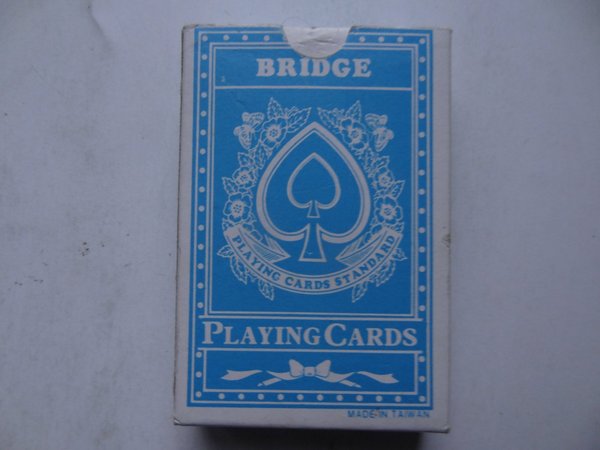 BRIDGE
PLAYING CARDS STANDARD
PLAYING CARDS
MADE IN TAIWAN